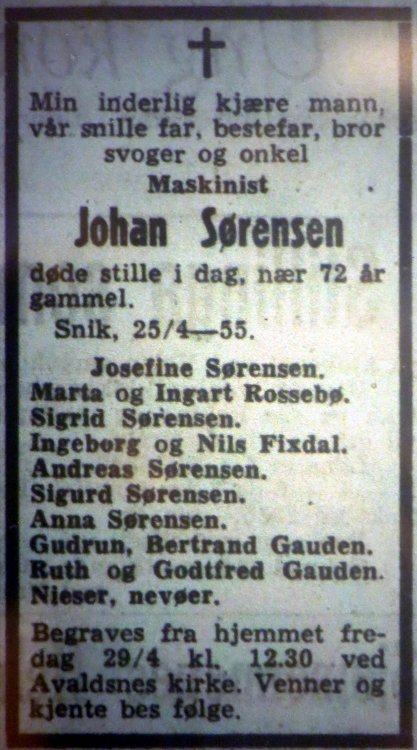 Min inderlig kjære mann,
vår snille far, bestefar, bror
svoger og onkel
Maskinist
Johan Sørensen
døde stille i dag, nær 72 år
gammel.
Snik, 25/4—55.
Josefine Sørensen.
Marta og Ingart Rossebø.
Sigrid Sørensen.
Ingeborg og Nils Fixdal.
Andreas Sørensen.
Sigurd Sørensen.
Anna Sørensen.
Gudrun, Bertrand Gauden.
Ruth og Godtfred Gauden.
Nieser, nevøer.
Begraves fra hjemmet fre-
dag 29/4 kl. 12.30 ved
Avaldsnes kirke. Venner og
kjente bes følge.